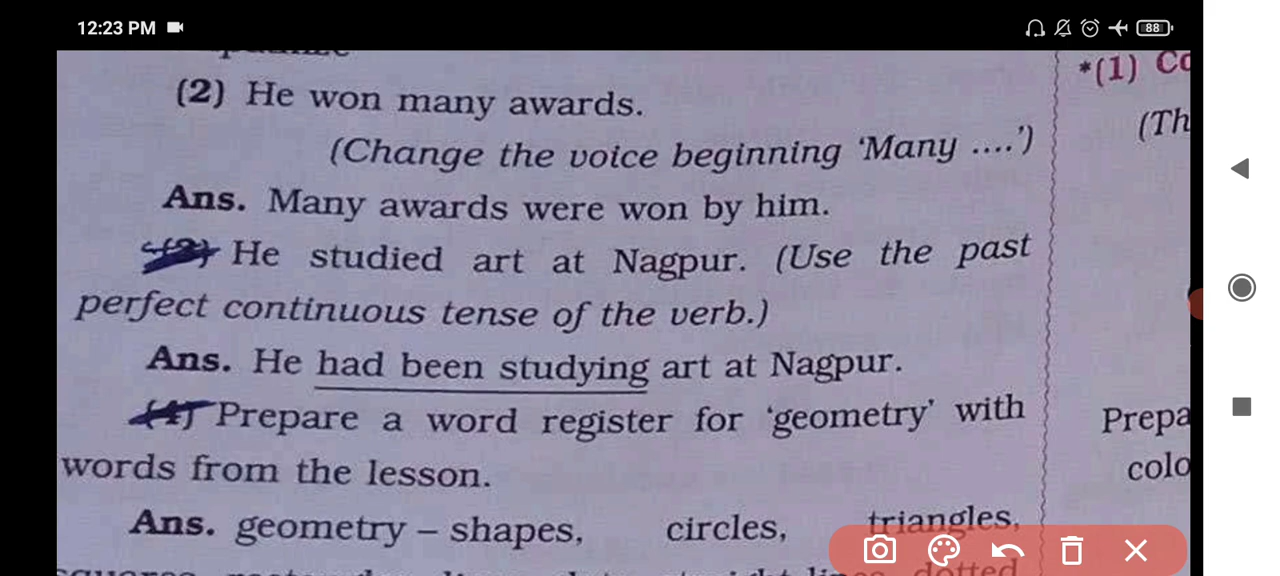 12:23 PM
88
(2) He won many awards.
(Change the voice beginning 'Many ....')
Ans. Many awards were won by him.
(3) He studied art at Nagpur. (Use the past
perfect continuous tense of the verb.)
Ans. He had been studying art at Nagpur.
(4) Prepare a word register for 'geometry' with
words from the lesson.
Ans. geometry – shapes, circles, triangles,
dotted
*(1) Co
(Th
Prepa
colo